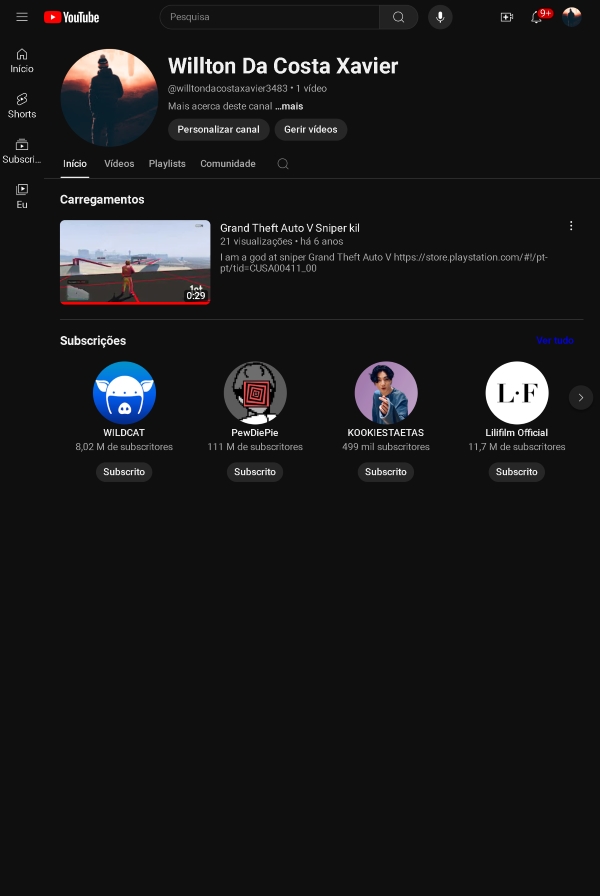 YouTube
Pesquisa
9+
Início
Shorts
Subscri...
Eu
Willton Da Costa Xavier
@willtondacostaxavier3483 • 1 vídeo
Mais acerca deste canal ...mais
Personalizar canal
Gerir vídeos
Início
Vídeos
Playlists
Comunidade
Carregamentos
0:29
Grand Theft Auto V Sniper kil
21 visualizações • há 6 anos
I am a god at sniper Grand Theft Auto V https://store.playstation.com/#!/pt-
pt/tid=CUSA00411_00
Subscrições
Ver tudo
L·F
WILDCAT
PewDiePie
KOOKIESTAETAS
Lilifilm Official
8,02 M de subscritores
111 M de subscritores
499 mil subscritores
11,7 M de subscritores
Subscrito
Subscrito
Subscrito
Subscrito